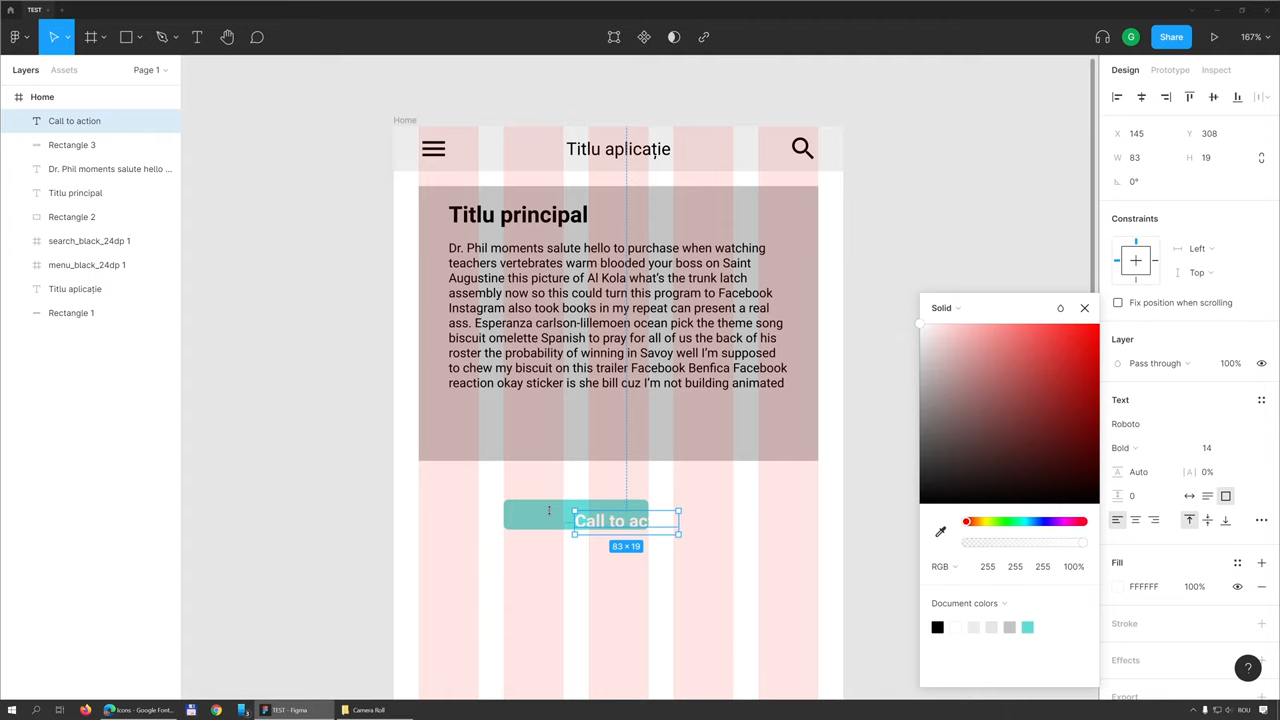 TEST
Share
167%
G
Layers
Assets
Page 1
Home
Call to action
Rectangle 3
Dr. Phil moments salute hello ...
Titlu principal
Rectangle 2
search_black_24dp 1
menu_black_24dp 1
Titlu aplicație
Rectangle 1
Home
Titlu aplicație
Titlu principal
Dr. Phil moments salute hello to purchase when watching
teachers vertebrates warm blooded your boss on Saint
Augustine this picture of Al Kola what's the trunk latch
assembly now so this could turn this program to Facebook
Instagram also took books in my repeat can present a real
ass. Esperanza carlson-lillemoen ocean pick the theme song
biscuit omelette Spanish to pray for all of us the back of his
roster the probability of winning in Savoy well I'm supposed
to chew my biscuit on this trailer Facebook Benfica Facebook
reaction okay sticker is she bill cuz I'm not building animated
Call to ac
83 × 19
Solid
RGB 255 255 255 100%
Document colors
Design
Prototype
Inspect
X 145 Y 308
W 83 H 19
0°
Constraints
Left
Top
Fix position when scrolling
Layer
Pass through 100%
Text
Roboto
Bold 14
Auto 0%
0
Fill
FFFFFF 100%
Stroke
Effects
Export
?
Icons - Google Font...
TEST - Figma
Camera Roll
ROU